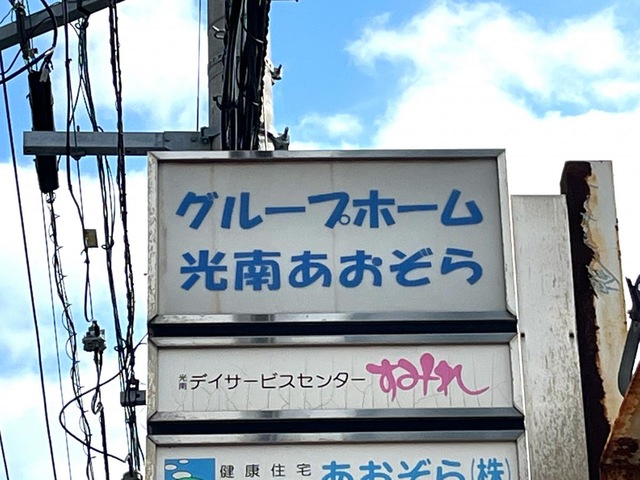 グループホーム
光南あおぞら
光南 デイサービスセンター すみれ
健康住宅 あおぞら(株)